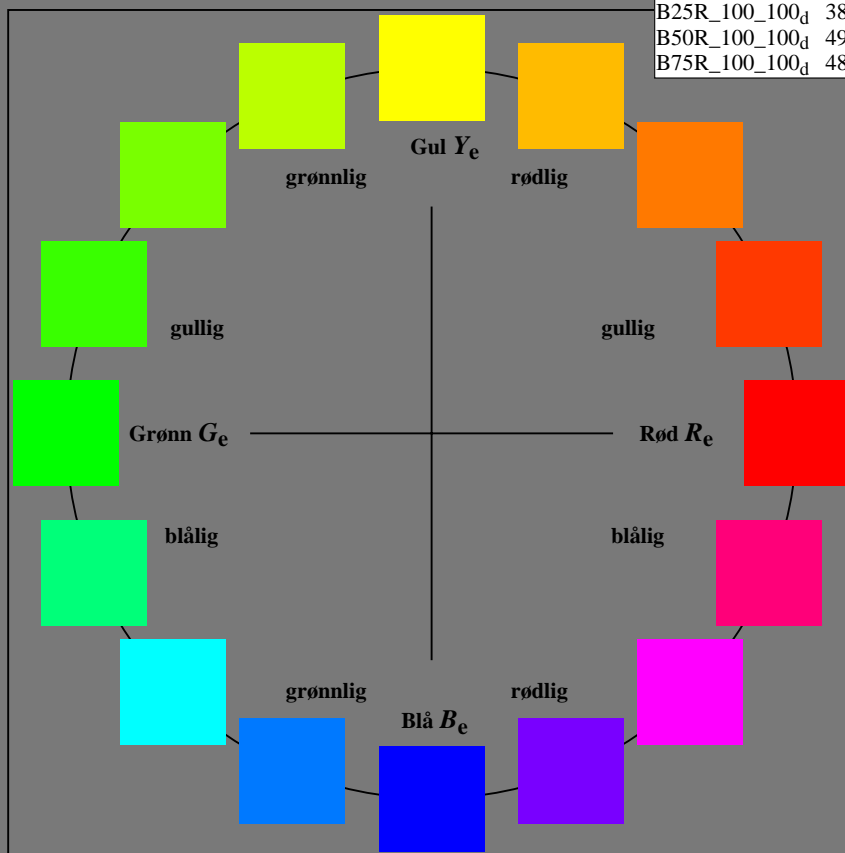 B25R_100_100d 38
B50R_100_100d 49
B75R_100_100d 48
Gul Ye
grønnlig rødlig
gullig gullig
Grønn Ge Rød Re
blålig blålig
grønnlig rødlig
Blå Be